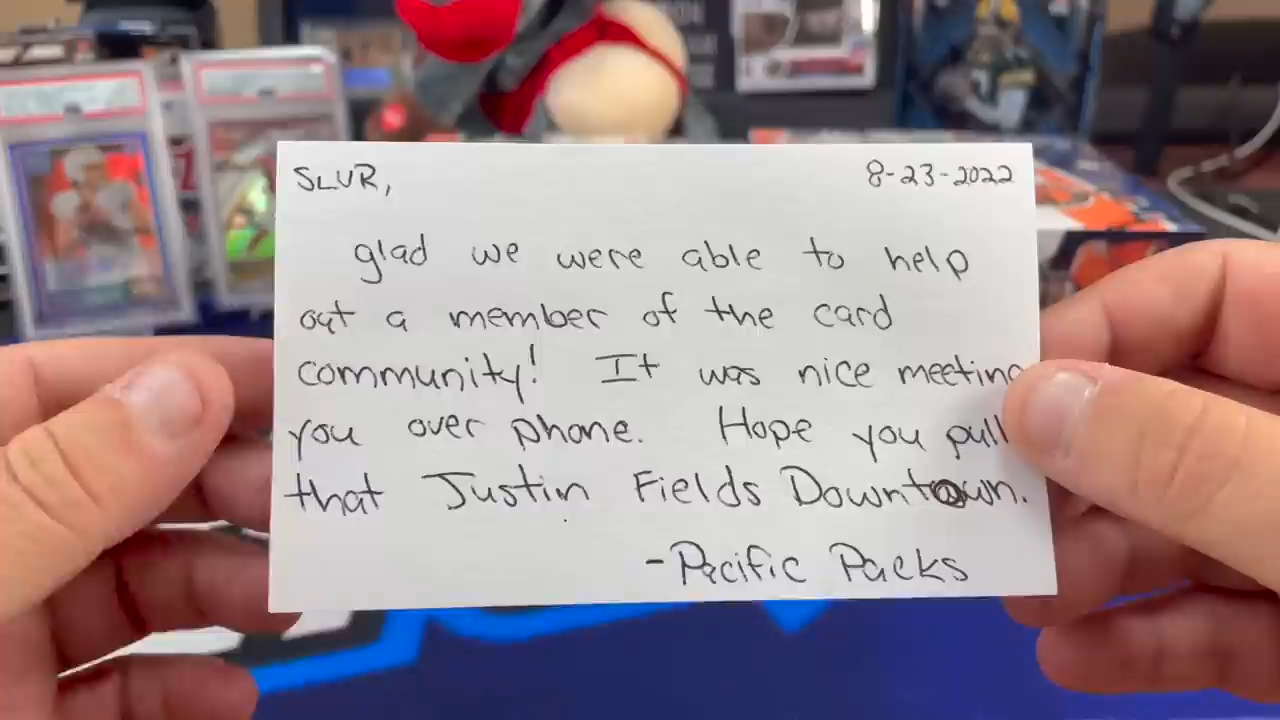 SLUR,
8-23-2022
glad we were able to help
out a member of the card
community! It was nice meeting
you over phone. Hope you pull
that Justin Fields Downtown.
-Pacific Packs